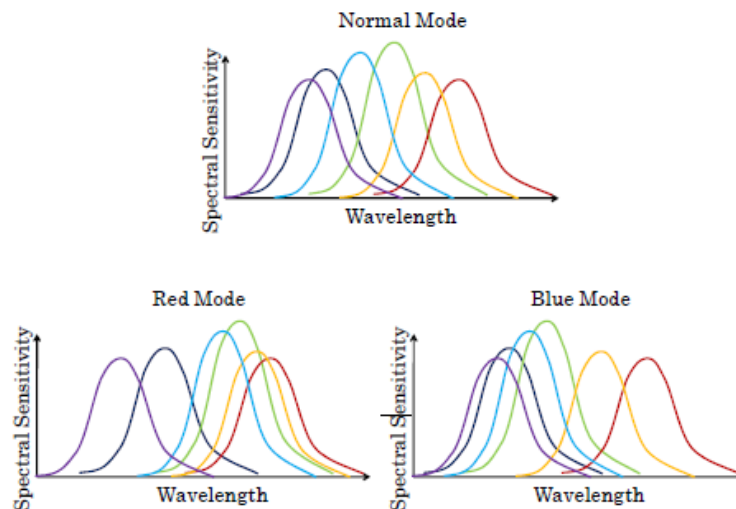 Normal Mode
Spectral Sensitivity
Wavelength
Red Mode
Spectral Sensitivity
Wavelength
Blue Mode
Spectral Sensitivity
Wavelength